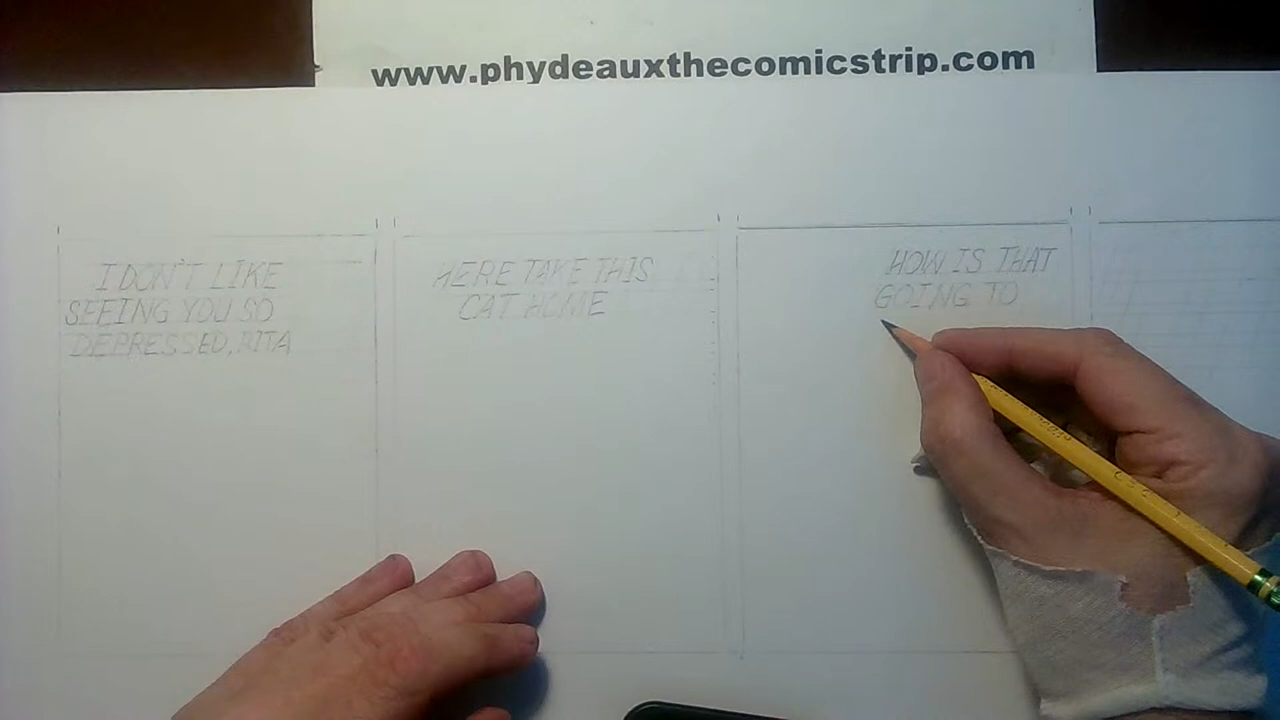 www.phydeauxthecomicstrip.com
I DON'T LIKE
SEEING YOU SO
DEPRESSED, RITA
HERE TAKE THIS
CAT HOME
HOW IS THAT
GOING TO